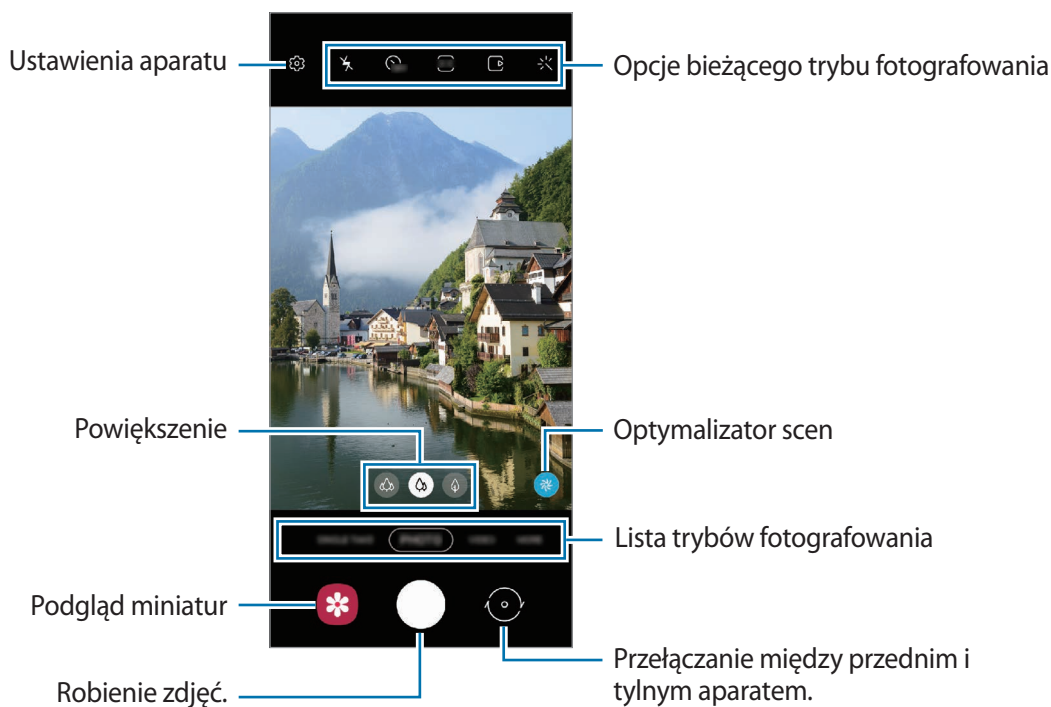 Ustawienia aparatu
Opcje bieżącego trybu fotografowania
Powiększenie
Optymalizator scen
Lista trybów fotografowania
Podgląd miniatur
Przełączanie między przednim i
tylnym aparatem.
Robienie zdjęć.